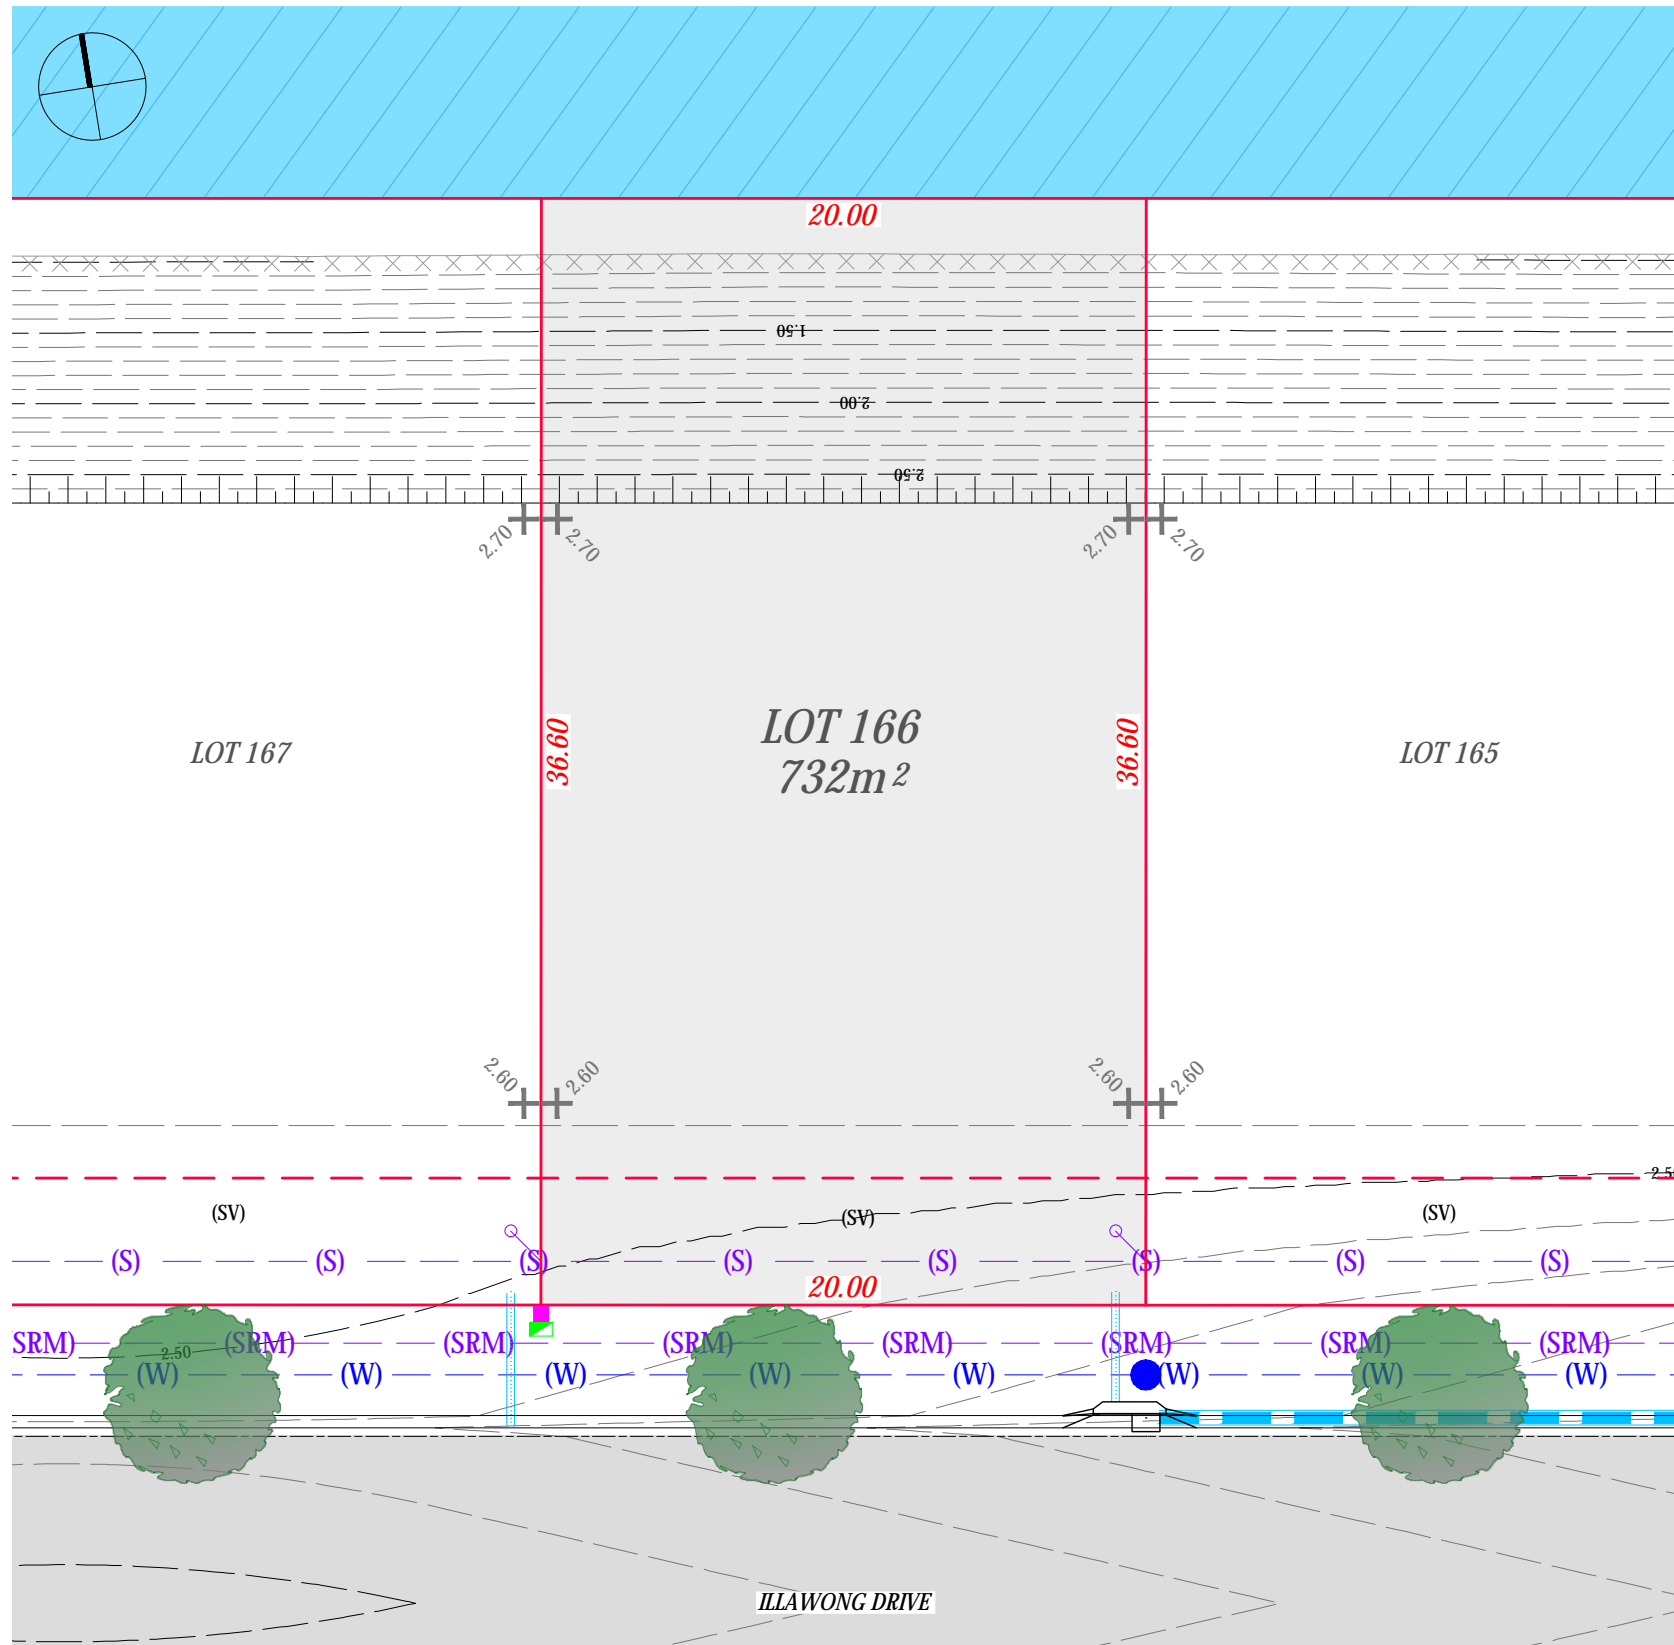 20.00
1.50
2.00
2.50
2.70 2.70 2.70 2.70
LOT 167
36.60
LOT 166
732m²
36.60
LOT 165
2.60 2.60 2.60 2.60
2.5
(SV) (SV) (SV)
(S) (S) (S) (S) (S) (S) (S) (S)
20.00
SRM) (SRM) (SRM) (SRM) (SRM) (SRM) (SRM) (SRM)
2.50
(W) (W) (W) (W) (W) (W) (W) (W)
ILLAWONG DRIVE